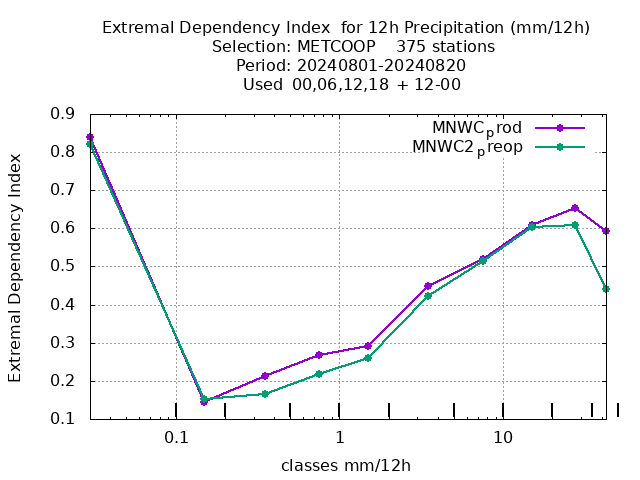 Extremal Dependency Index  for 12h Precipitation (mm/12h)
Selection: METCOOP    375 stations
Period: 20240801-20240820
Used  00,06,12,18  + 12-00
MNWCprod
MNWC2preop
0.9
0.8
0.7
0.6
0.5
0.4
0.3
0.2
0.1
Extremal Dependency Index
0.1 1 10
classes mm/12h